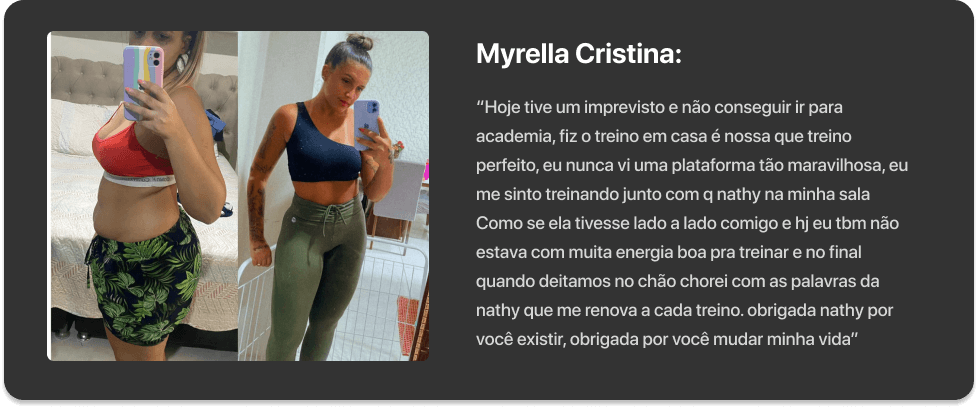 Myrella Cristina:
“Hoje tive um imprevisto e não conseguir ir para
academia, fiz o treino em casa é nossa que treino
perfeito, eu nunca vi uma plataforma tão maravilhosa, eu
me sinto treinando junto com q nathy na minha sala
Como se ela tivesse lado a lado comigo e hj eu tbm não
estava com muita energia boa pra treinar e no final
quando deitamos no chão chorei com as palavras da
nathy que me renova a cada treino. obrigada nathy por
você existir, obrigada por você mudar minha vida”